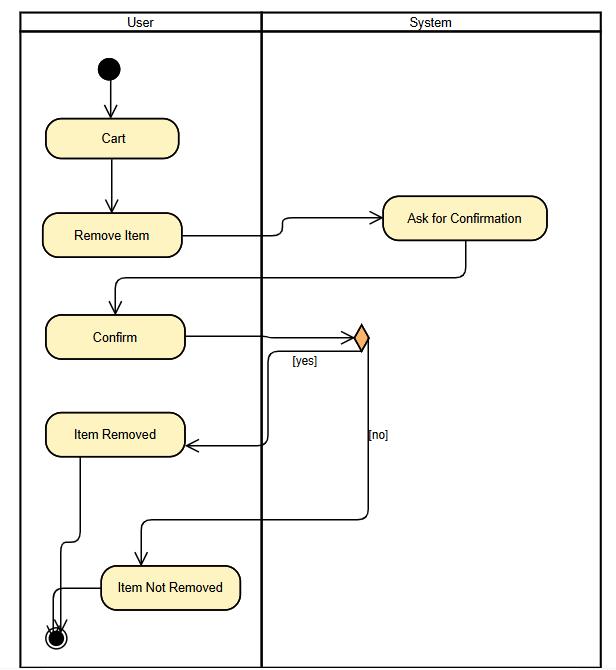 User
System
Cart
Ask for Confirmation
Remove Item
Confirm
[yes]
Item Removed
[no]
Item Not Removed